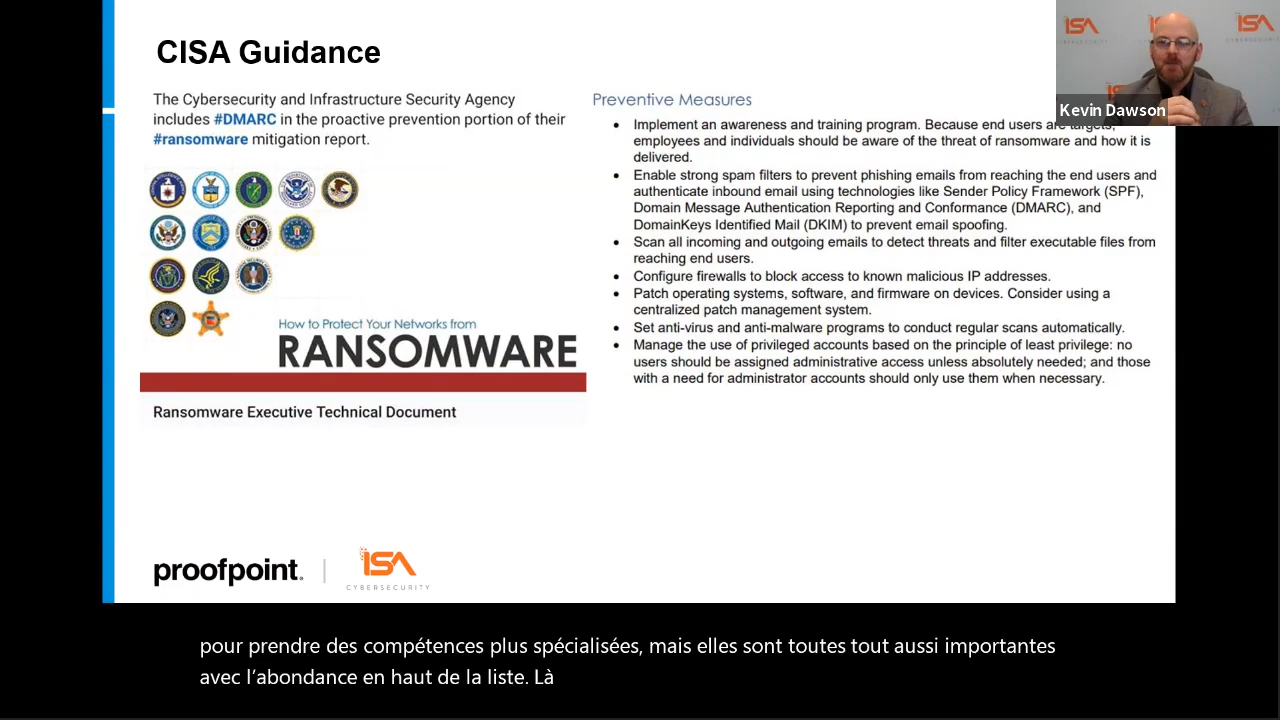 CISA Guidance
The Cybersecurity and Infrastructure Security Agency
includes #DMARC in the proactive prevention portion of their
#ransomware mitigation report.
How to Protect Your Networks from
RANSOMWARE
Ransomware Executive Technical Document
Preventive Measures
• Implement an awareness and training program. Because end users are targets,
employees and individuals should be aware of the threat of ransomware and how it is
delivered.
• Enable strong spam filters to prevent phishing emails from reaching the end users and
authenticate inbound email using technologies like Sender Policy Framework (SPF),
Domain Message Authentication Reporting and Conformance (DMARC), and
DomainKeys Identified Mail (DKIM) to prevent email spoofing.
• Scan all incoming and outgoing emails to detect threats and filter executable files from
reaching end users.
• Configure firewalls to block access to known malicious IP addresses.
• Patch operating systems, software, and firmware on devices. Consider using a
centralized patch management system.
• Set anti-virus and anti-malware programs to conduct regular scans automatically.
• Manage the use of privileged accounts based on the principle of least privilege: no
users should be assigned administrative access unless absolutely needed; and those
with a need for administrator accounts should only use them when necessary.
ISA
CYBERSECURITY
ISA
Kevin Dawson
proofpoint.
ISA
CYBERSECURITY
pour prendre des compétences plus spécialisées, mais elles sont toutes tout aussi importantes
avec l'abondance en haut de la liste. Là